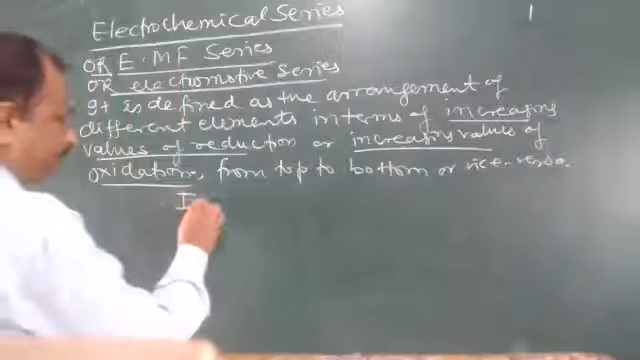 Electrochemical Series
OR E.MF Series
OR electromotive Series
It is defined as the arrangement of
different elements in terms of increasing
values of reduction or increasing values of
oxidation, from top to bottom or vice-versa.
I